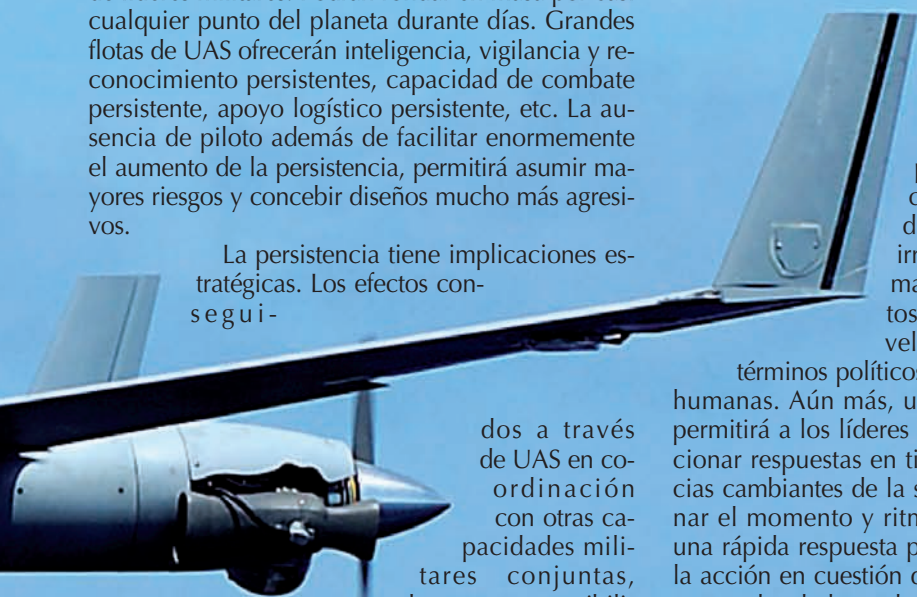 cualquier punto del planeta durante días. Grandes
flotas de UAS ofrecerán inteligencia, vigilancia y re-
conocimiento persistentes, capacidad de combate
persistente, apoyo logístico persistente, etc. La au-
sencia de piloto además de facilitar enormemente
el aumento de la persistencia, permitirá asumir ma-
yores riesgos y concebir diseños mucho más agresi-
vos.
La persistencia tiene implicaciones es-
tratégicas. Los efectos con-
segui-
dos a través
de UAS en co-
ordinación
con otras ca-
pacidades mili-
tares conjuntas,
irr
ma
tos
vel
términos políticos
humanas. Aún más, u
permitirá a los líderes
cionar respuestas en ti
cias cambiantes de la s
nar el momento y ritm
una rápida respuesta p
la acción en cuestión d